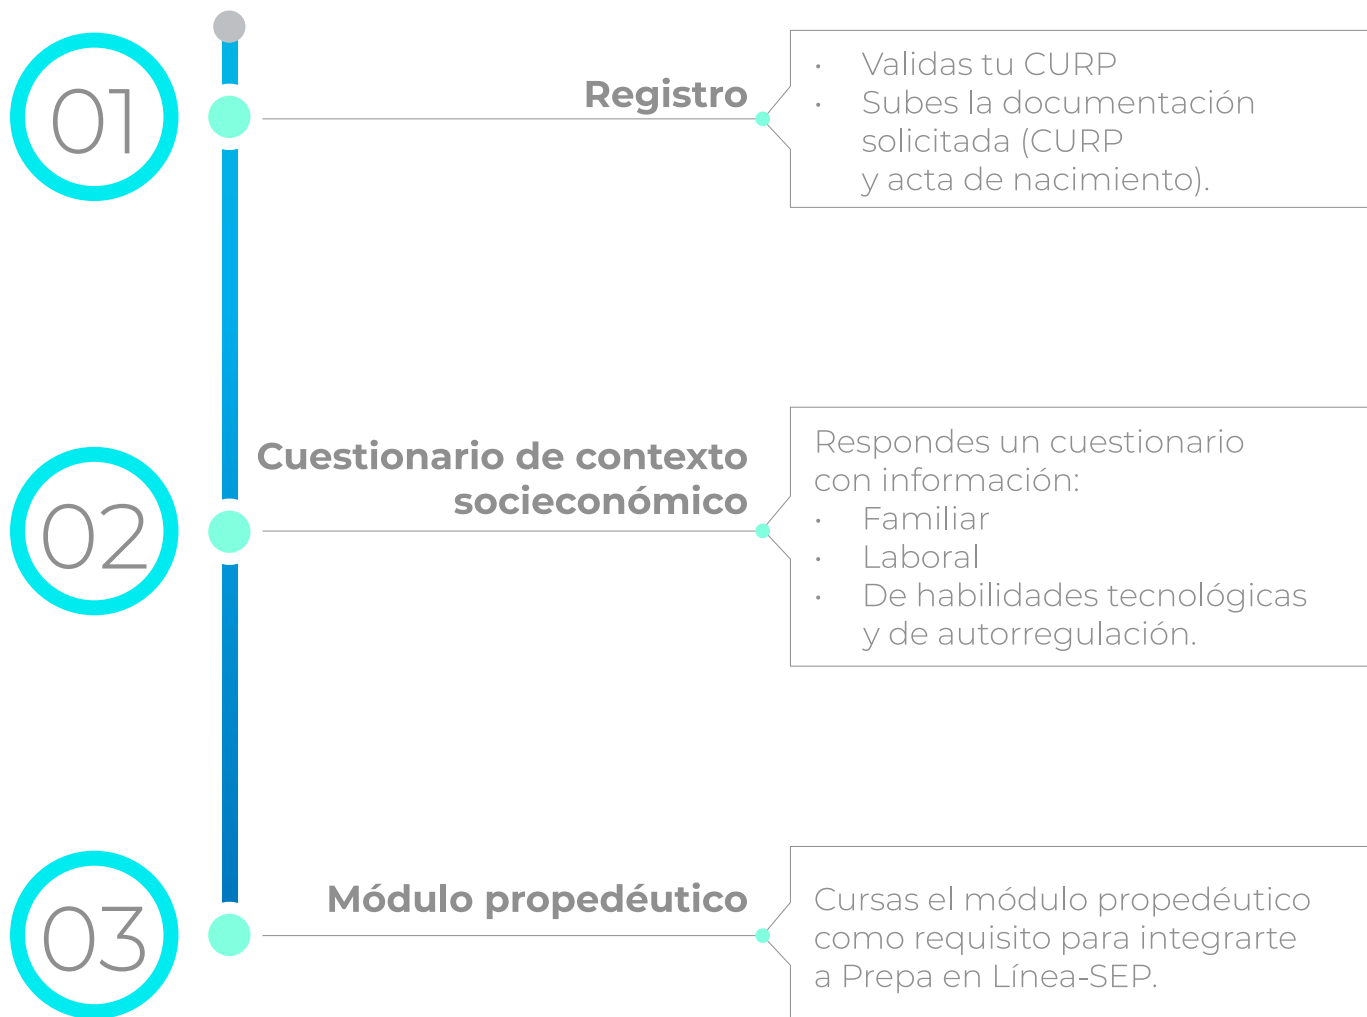 01
Registro
· Validas tu CURP
· Subes la documentación
solicitada (CURP
y acta de nacimiento).
02
Cuestionario de contexto
socieconómico
Respondes un cuestionario
con información:
· Familiar
· Laboral
· De habilidades tecnológicas
y de autorregulación.
03
Módulo propedéutico
Cursas el módulo propedéutico
como requisito para integrarte
a Prepa en Línea-SEP.